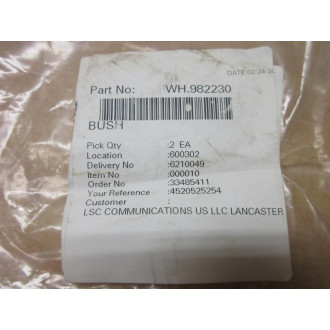 DATE 02-24-20
Part No: WH.982230
BUSH
Pick Qty :2 EA
Location :600302
Delivery No :6210049
Item No :000010
Order No :33485411
Your Reference :4520525254
Customer :
LSC COMMUNICATIONS US LLC LANCASTER